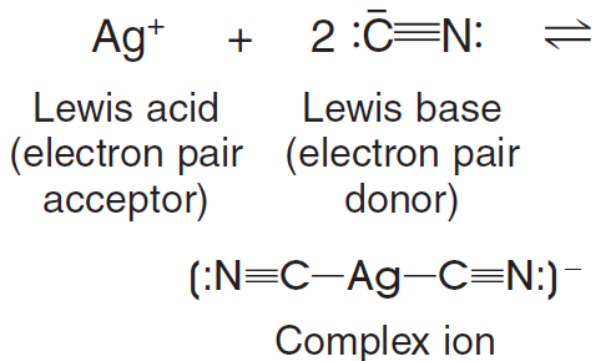 Ag⁺ + 2 :C̄≡N: ⇌
Lewis acid Lewis base
(electron pair (electron pair
acceptor) donor)
(:N≡C—Ag—C≡N:)⁻
Complex ion